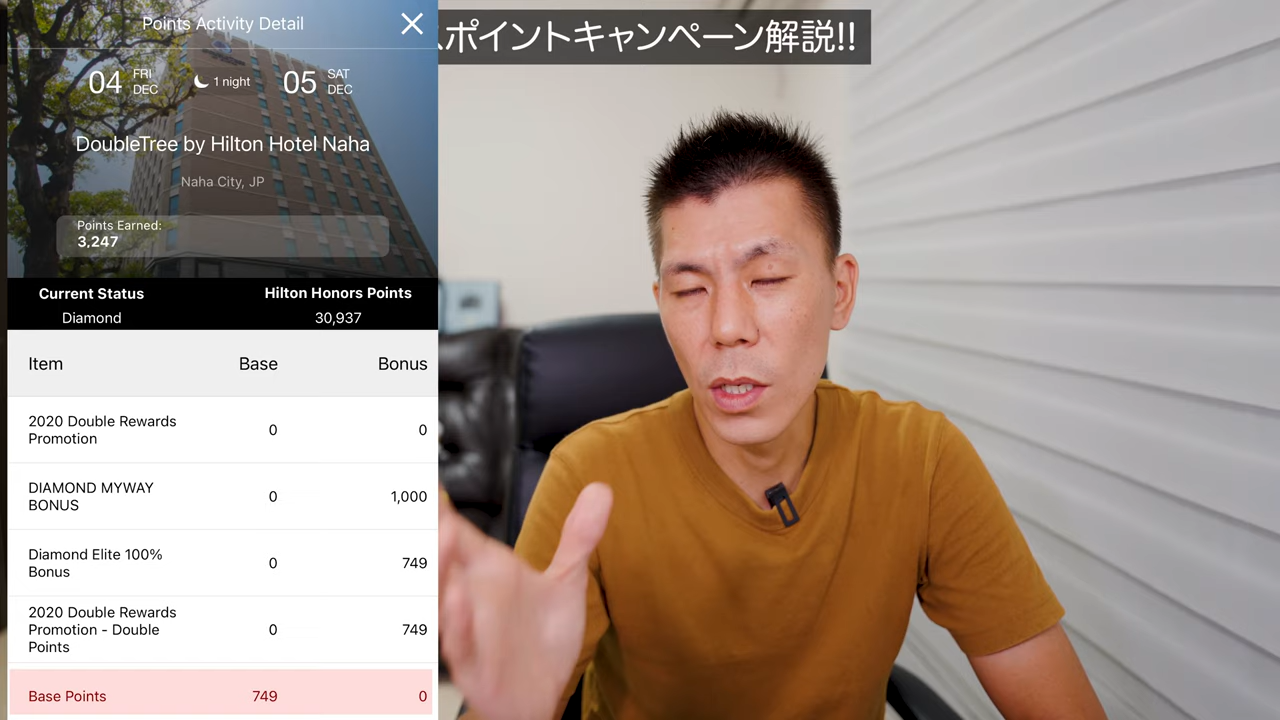 Points Activity Detail
ポイントキャンペーン解説!!
04 FRI DEC
1 night
05 SAT DEC
DoubleTree by Hilton Hotel Naha
Naha City, JP
Points Earned:
3,247
Current Status Hilton Honors Points
Diamond 30,937
Item Base Bonus
2020 Double Rewards
Promotion 0 0
DIAMOND MYWAY
BONUS 0 1,000
Diamond Elite 100%
Bonus 0 749
2020 Double Rewards
Promotion - Double
Points 0 749
Base Points 749 0